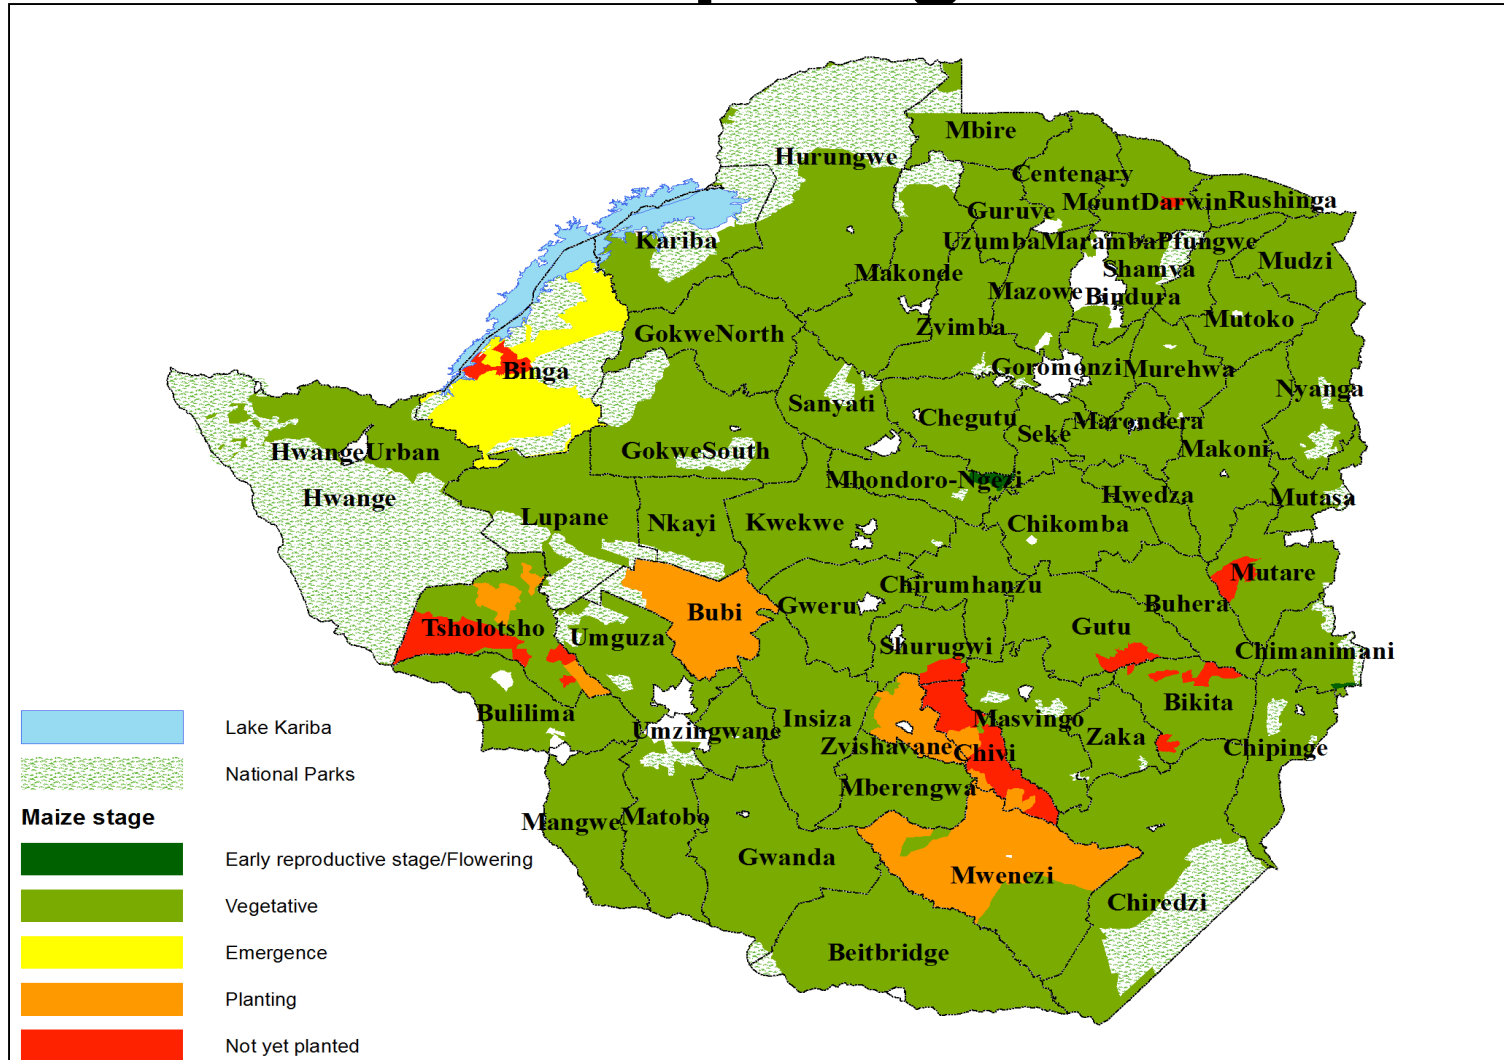 Mbire
Hurungwe
Centenary
MountDarwin
Rushinga
Guruve
Kariba
UzumbaMarambaPfungwe
Mudzi
Shamva
Makonde
Mazowe
Bindura
Mutoko
Zvimba
GokweNorth
Goromonzi
Murehwa
Binga
Nyanga
Sanyati
Chegutu
Marondera
Seke
Makoni
HwangeUrban
GokweSouth
Mhondoro-Ngezi
Hwedza
Mutasa
Hwange
Lupane
Nkayi
Kwekwe
Chikomba
Mutare
Chirumhanzu
Buhera
Bubi
Gweru
Tsholotsho
Umguza
Gutu
Shurugwi
Chimanimani
Bikita
Bulilima
Insiza
Masvingo
Umzingwane
Zaka
Zvishavane
Chivi
Chipinge
Mberengwa
Mangwe
Matobo
Gwanda
Mwenezi
Chiredzi
Beitbridge
Lake Kariba
National Parks
Maize stage
Early reproductive stage/Flowering
Vegetative
Emergence
Planting
Not yet planted